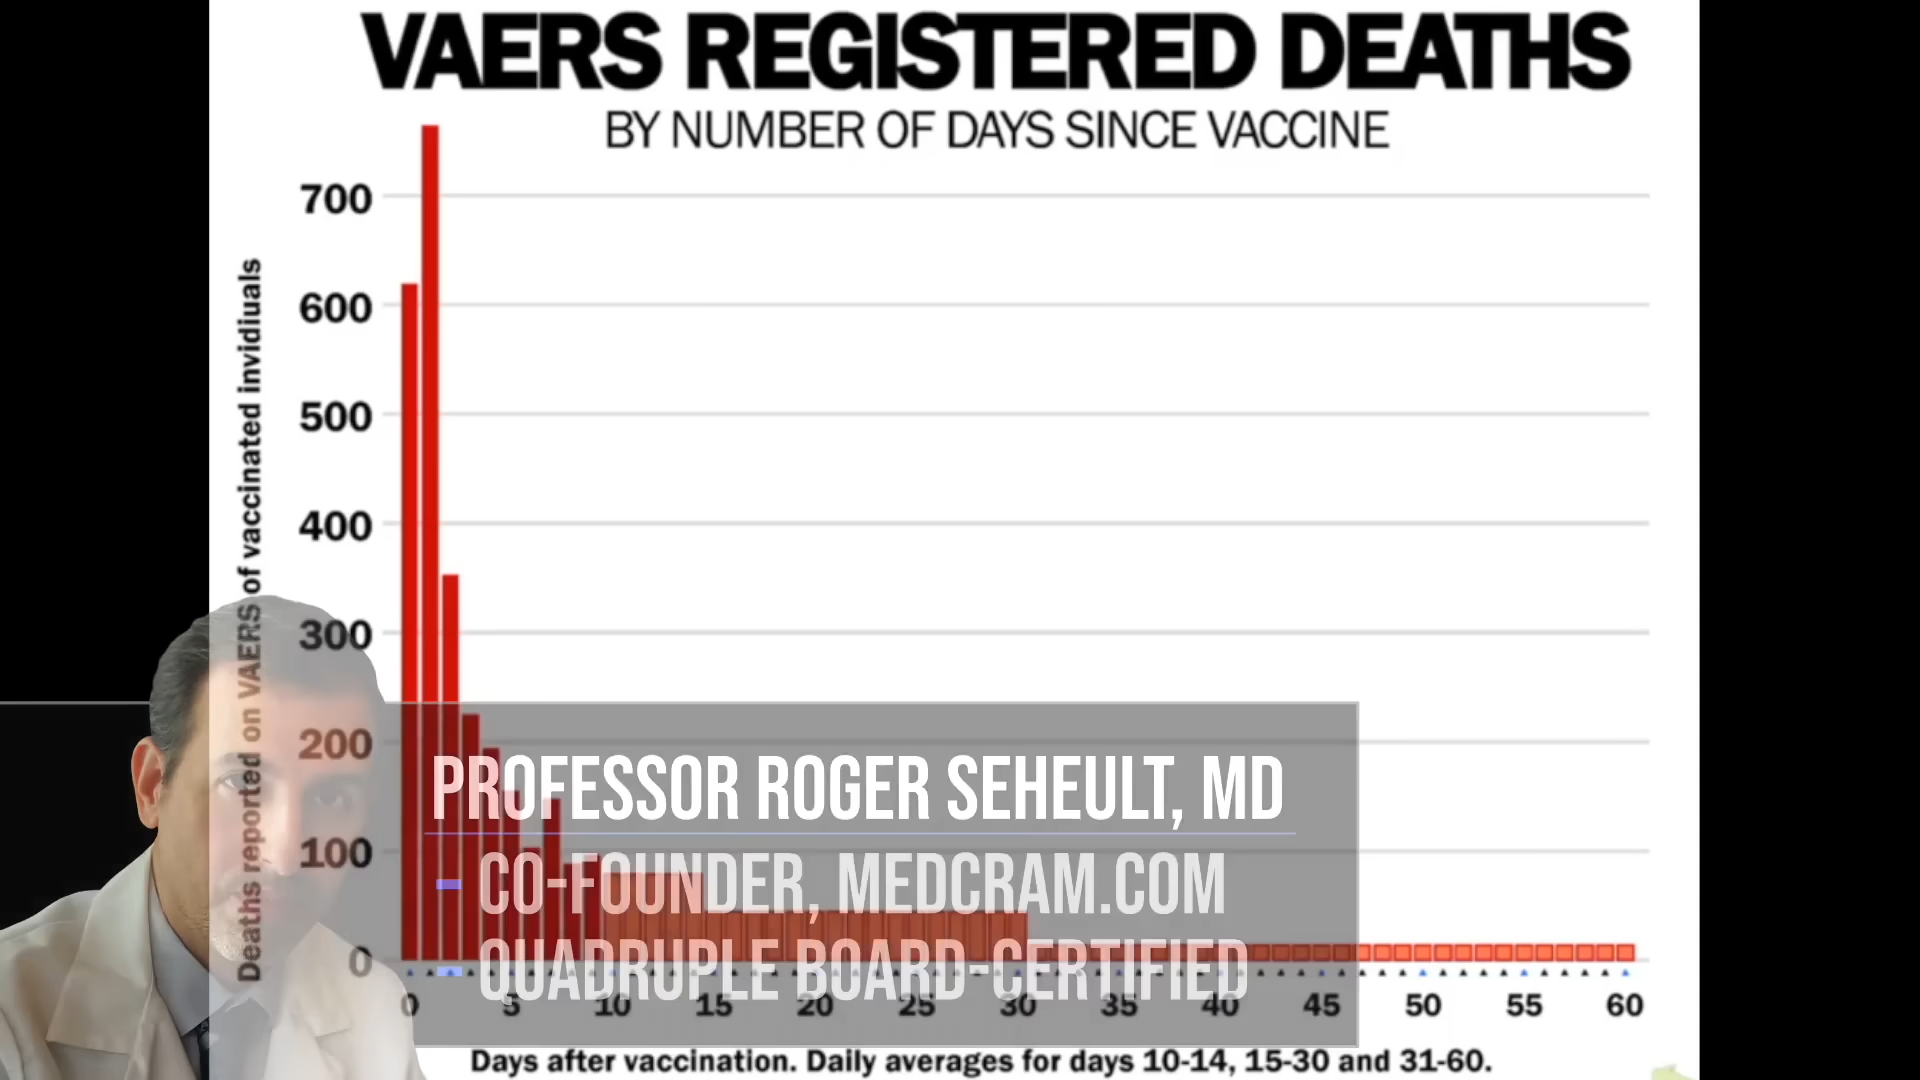 VAERS REGISTERED DEATHS
BY NUMBER OF DAYS SINCE VACCINE
Deaths reported on VAERS of vaccinated invidiuals
700
600
500
400
300
200
100
0
PROFESSOR ROGER SEHEULT, MD
CO-FOUNDER, MEDCRAM.COM
QUADRUPLE BOARD-CERTIFIED
0 5 10 15 20 25 30 35 40 45 50 55 60
Days after vaccination. Daily averages for days 10-14, 15-30 and 31-60.